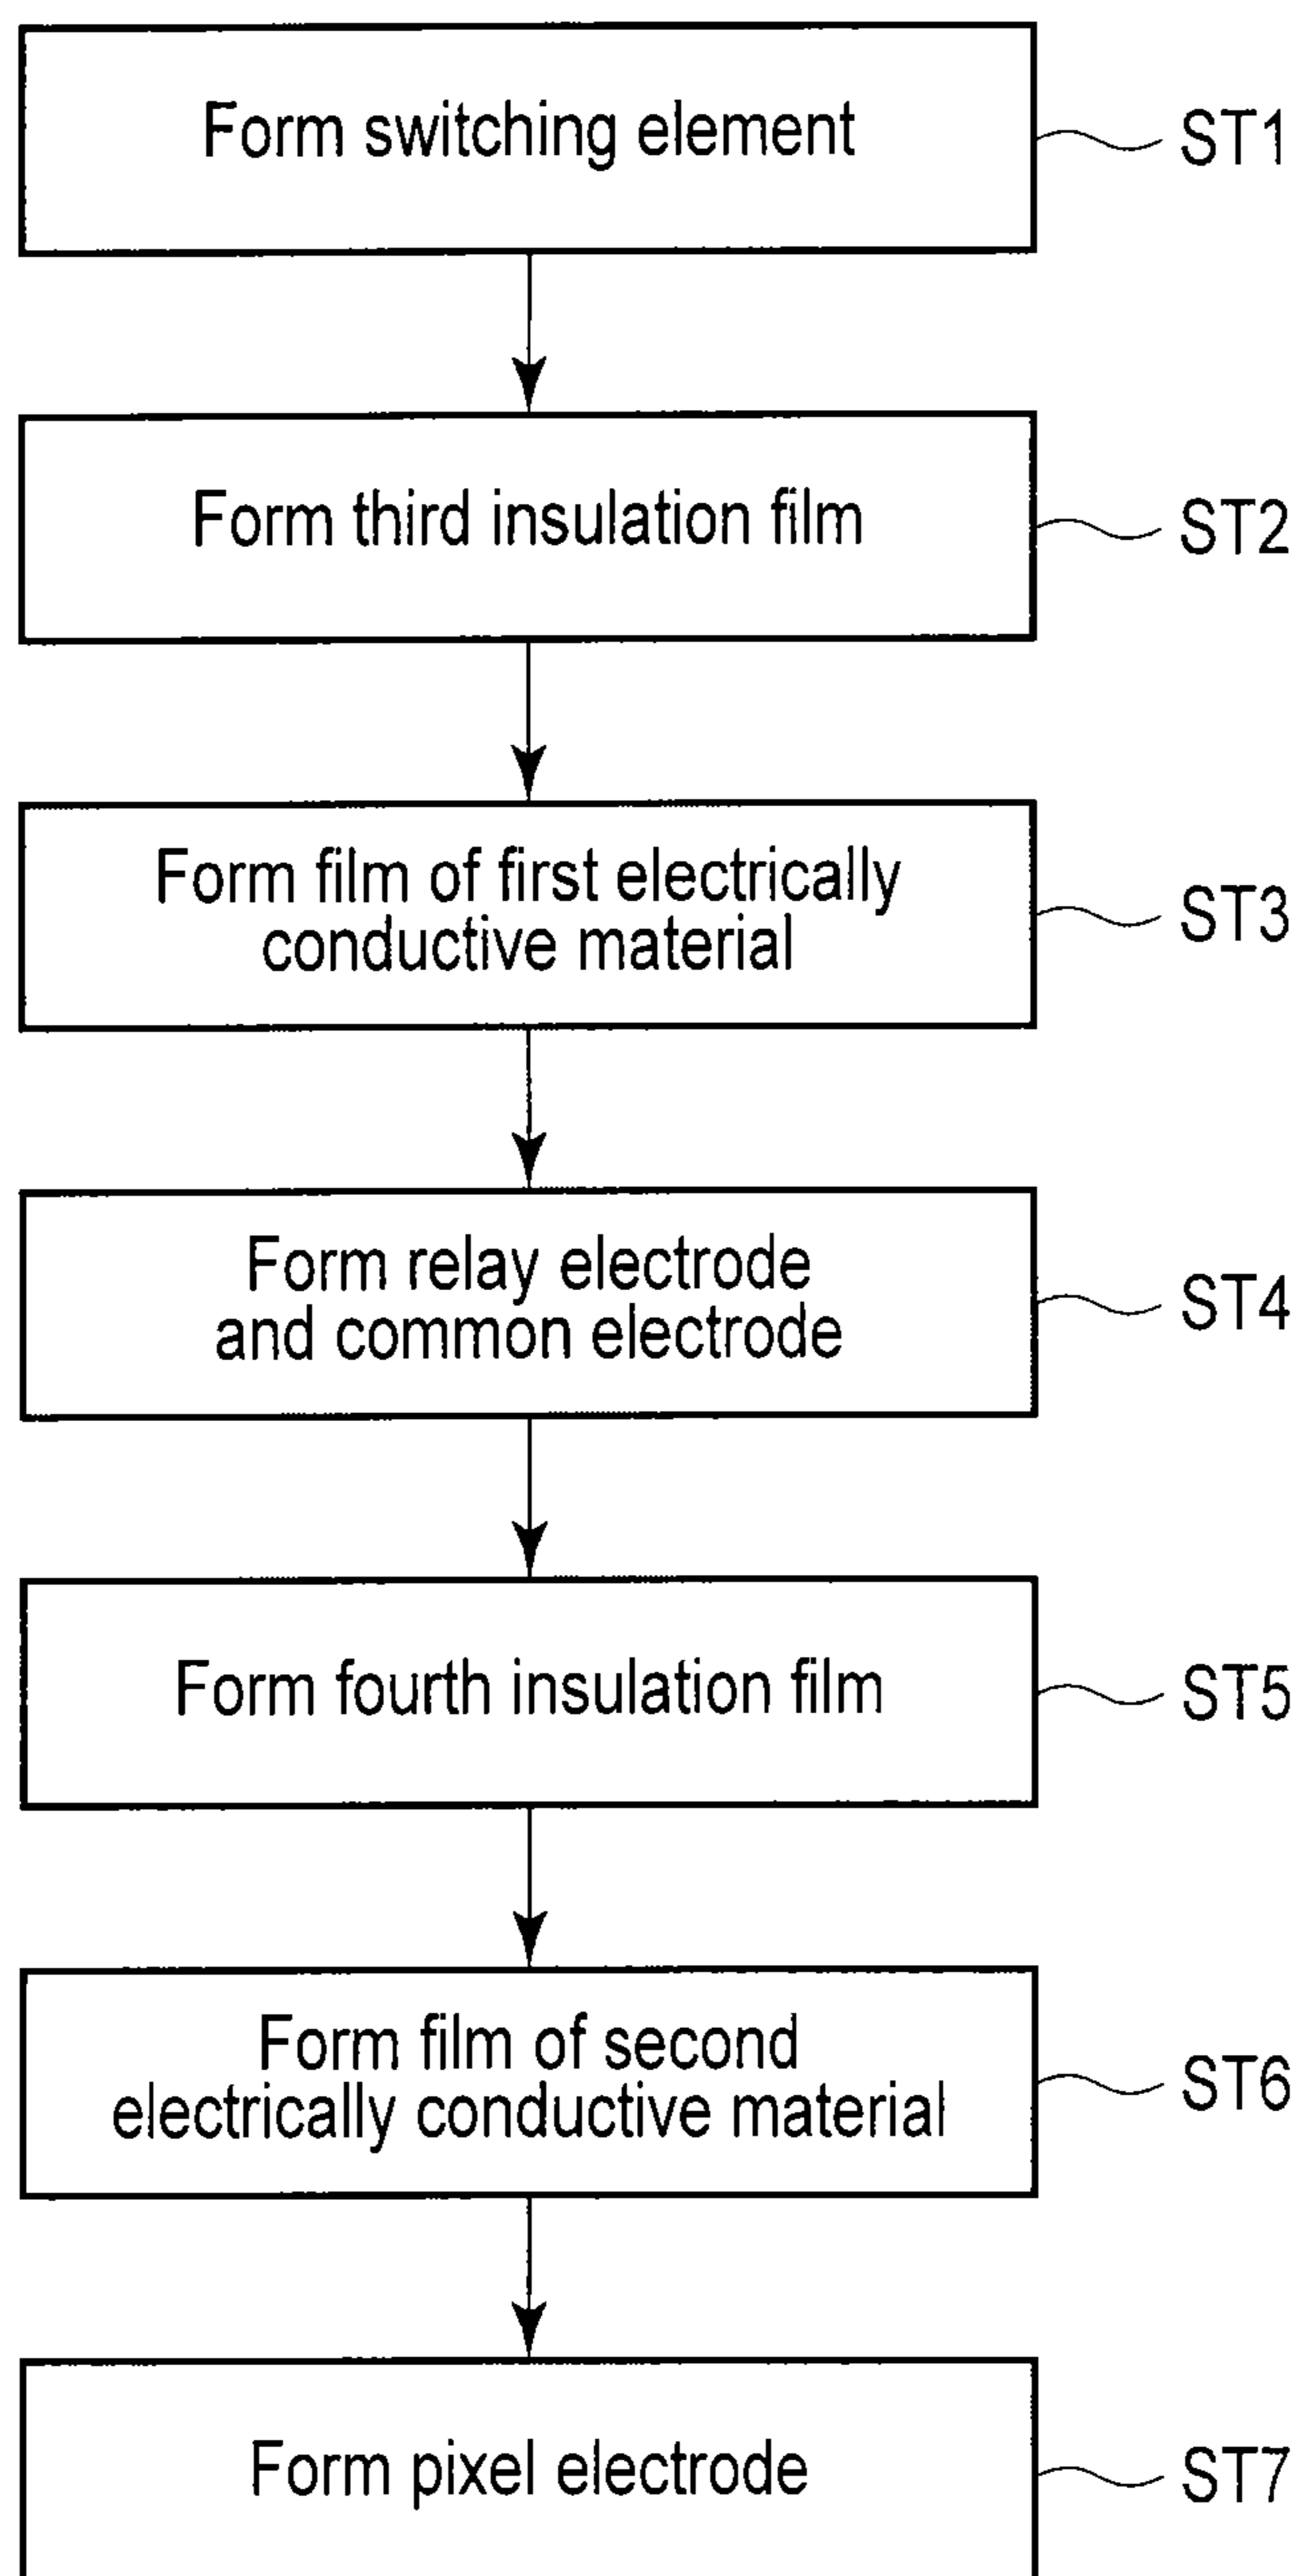 Form switching element
ST1
Form third insulation film
ST2
Form film of first electrically
conductive material
ST3
Form relay electrode
and common electrode
ST4
Form fourth insulation film
ST5
Form film of second
electrically conductive material
ST6
Form pixel electrode
ST7